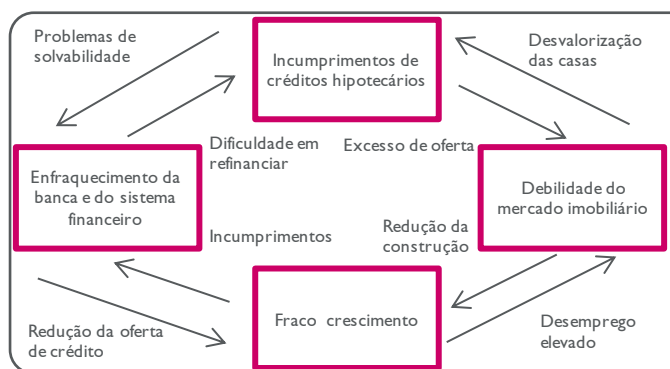 Problemas de
solvabilidade
Incumprimentos de
créditos hipotecários
Desvalorização
das casas
Dificuldade em
refinanciar
Excesso de oferta
Enfraquecimento da
banca e do sistema
financeiro
Debilidade do
mercado imobiliário
Incumprimentos
Redução da
construção
Fraco crescimento
Redução da oferta
de crédito
Desemprego
elevado